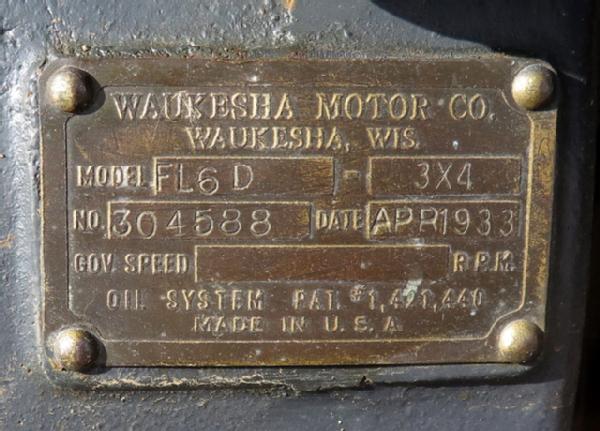 WAUKESHA MOTOR CO.
WAUKESHA, WIS.
MODEL FL6D - 3X4
NO. 304588 DATE APR1933
GOV. SPEED R.P.M.
OIL SYSTEM PAT. #1,421,440
MADE IN U.S.A